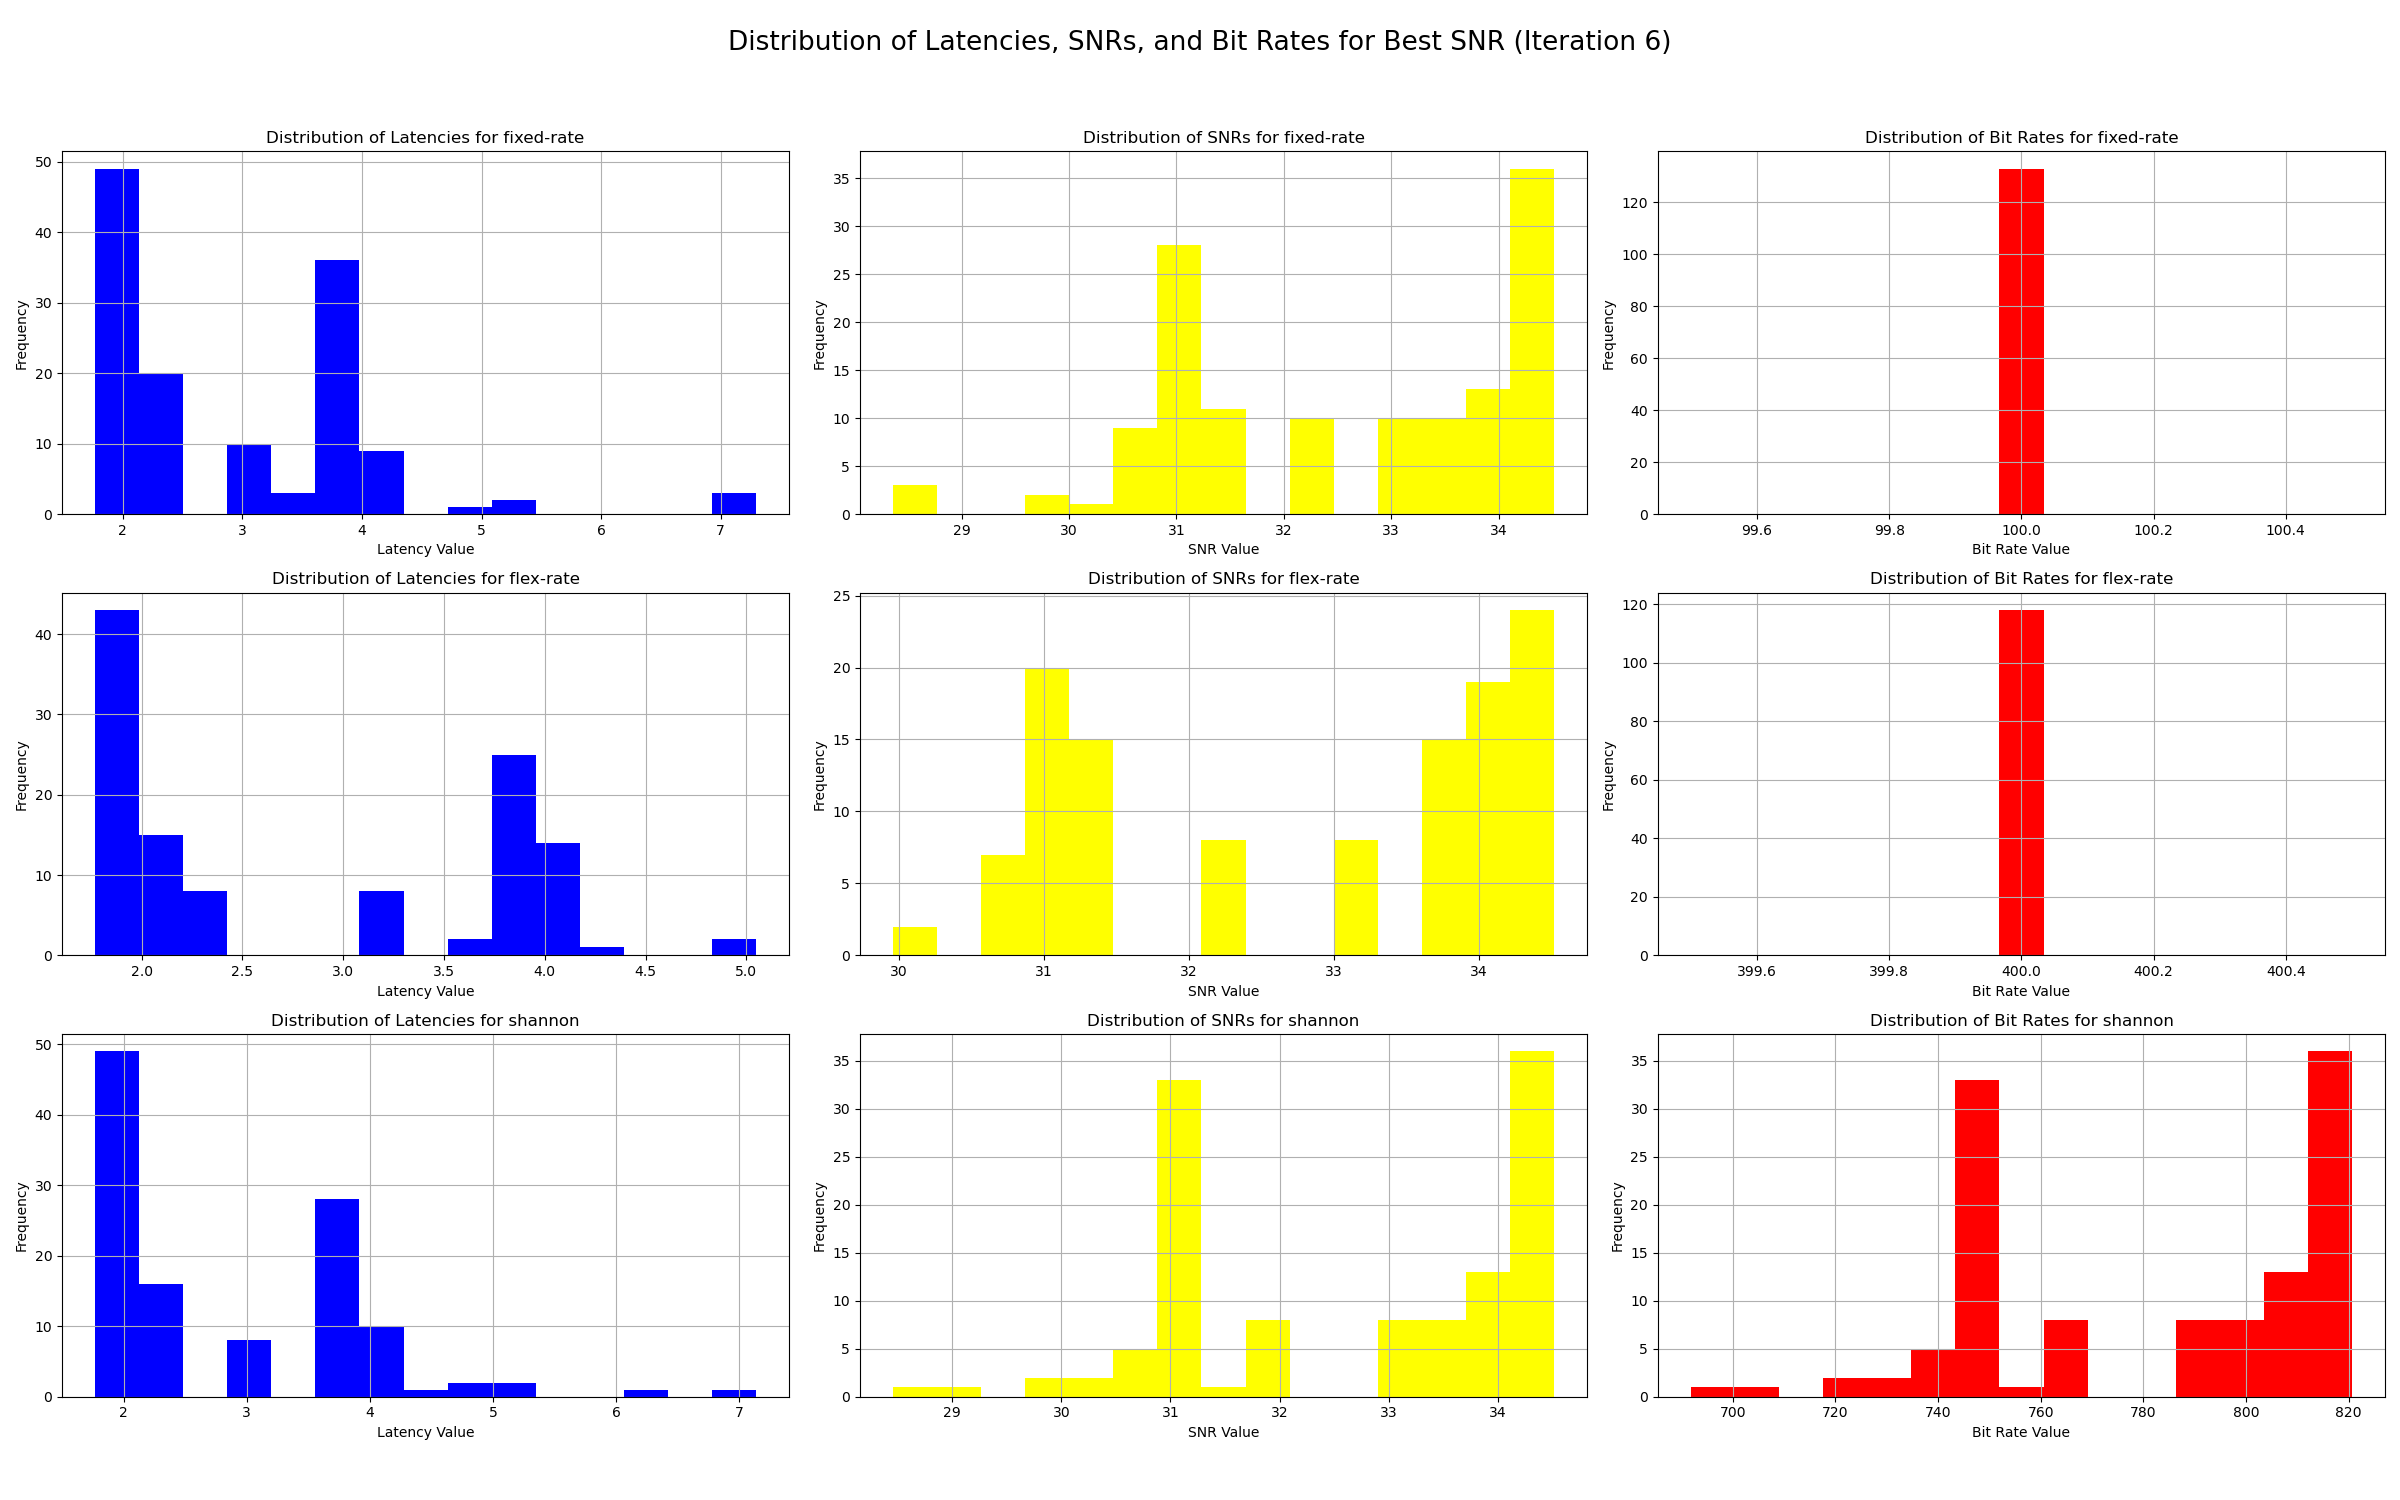 Distribution of Latencies, SNRs, and Bit Rates for Best SNR (Iteration 6)
Distribution of Latencies for fixed-rate
Frequency
50
40
30
20
10
0
2 3 4 5 6 7
Latency Value
Distribution of SNRs for fixed-rate
Frequency
35
30
25
20
15
10
5
0
29 30 31 32 33 34
SNR Value
Distribution of Bit Rates for fixed-rate
Frequency
120
100
80
60
40
20
0
99.6 99.8 100.0 100.2 100.4
Bit Rate Value
Distribution of Latencies for flex-rate
Frequency
40
30
20
10
0
2.0 2.5 3.0 3.5 4.0 4.5 5.0
Latency Value
Distribution of SNRs for flex-rate
Frequency
25
20
15
10
5
0
30 31 32 33 34
SNR Value
Distribution of Bit Rates for flex-rate
Frequency
120
100
80
60
40
20
0
399.6 399.8 400.0 400.2 400.4
Bit Rate Value
Distribution of Latencies for shannon
Frequency
50
40
30
20
10
0
2 3 4 5 6 7
Latency Value
Distribution of SNRs for shannon
Frequency
35
30
25
20
15
10
5
0
29 30 31 32 33 34
SNR Value
Distribution of Bit Rates for shannon
Frequency
35
30
25
20
15
10
5
0
700 720 740 760 780 800 820
Bit Rate Value